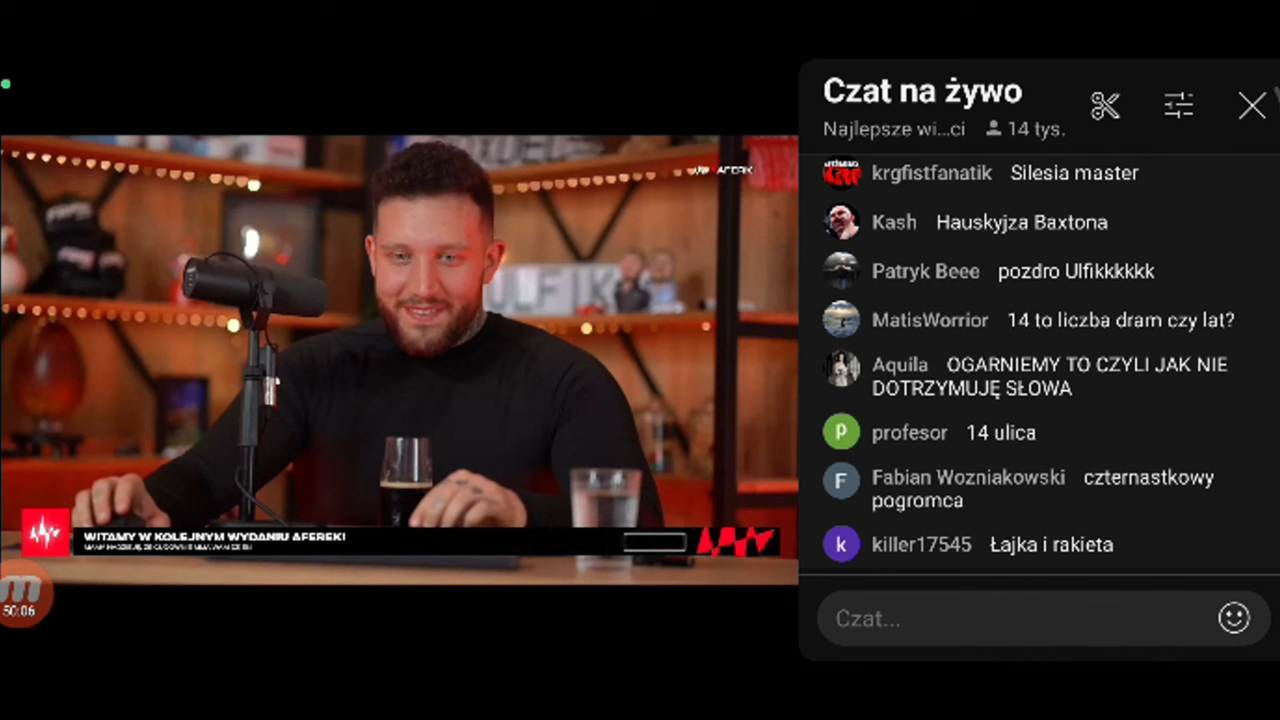 Czat na żywo
Najlepsze wi...ci 14 tys.
krgfistfanatik Silesia master
Kash Hauskyjza Baxtona
Patryk Beee pozdro Ulfikkkkkk
MatisWorrior 14 to liczba dram czy lat?
Aquila OGARNIEMY TO CZYLI JAK NIE
DOTRZYMUJĘ SŁOWA
profesor 14 ulica
Fabian Wozniakowski czternastkowy
pogromca
killer17545 Łajka i rakieta
Czat...
ULFIK
WITAMY W KOLEJNYM WYDANIU AFEREK!
50:06